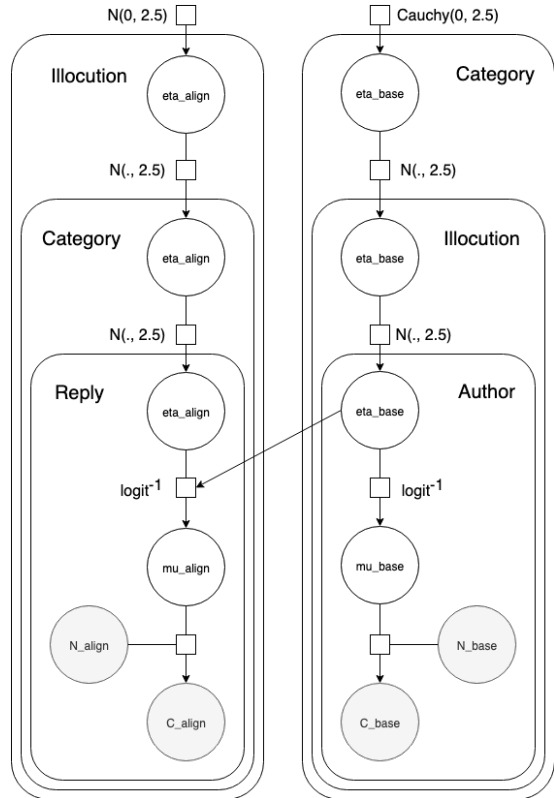 N(0, 2.5)
Cauchy(0, 2.5)
Illocution
Category
eta_align
eta_base
N(., 2.5)
N(., 2.5)
Category
Illocution
eta_align
eta_base
N(., 2.5)
N(., 2.5)
Reply
Author
eta_align
eta_base
logit⁻¹
logit⁻¹
mu_align
mu_base
N_align
N_base
C_align
C_base